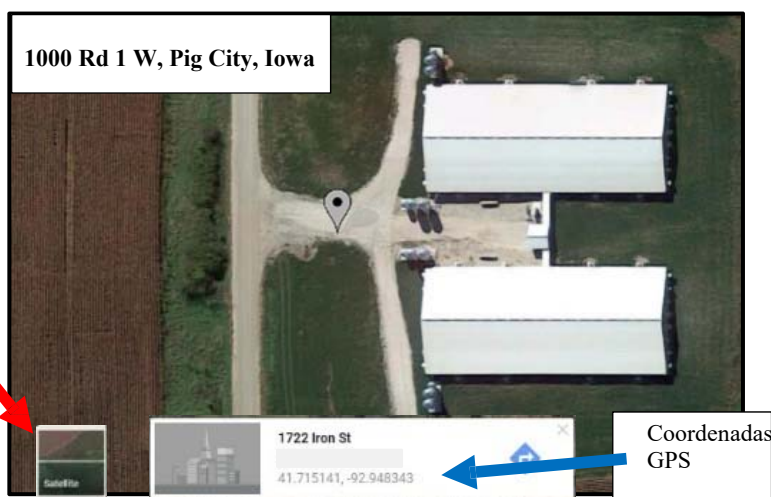 1000 Rd 1 W, Pig City, Iowa
1722 Iron St
41.715141, -92.948343
Satellite
Coordenadas
GPS